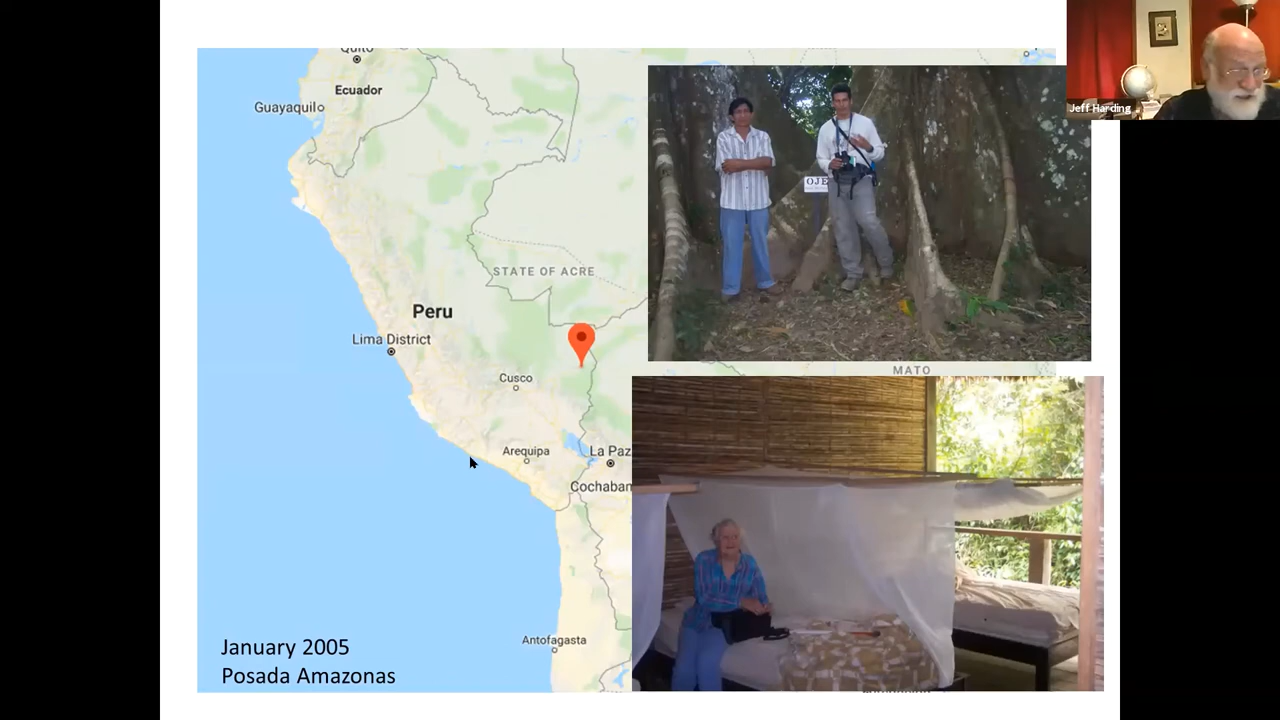 Quito
Ecuador
Guayaquil
STATE OF ACRE
Peru
Lima District
Cusco
Arequipa
La Paz
Cochaban
Antofagasta
MATO
OJE
Jeff Harding
January 2005
Posada Amazonas